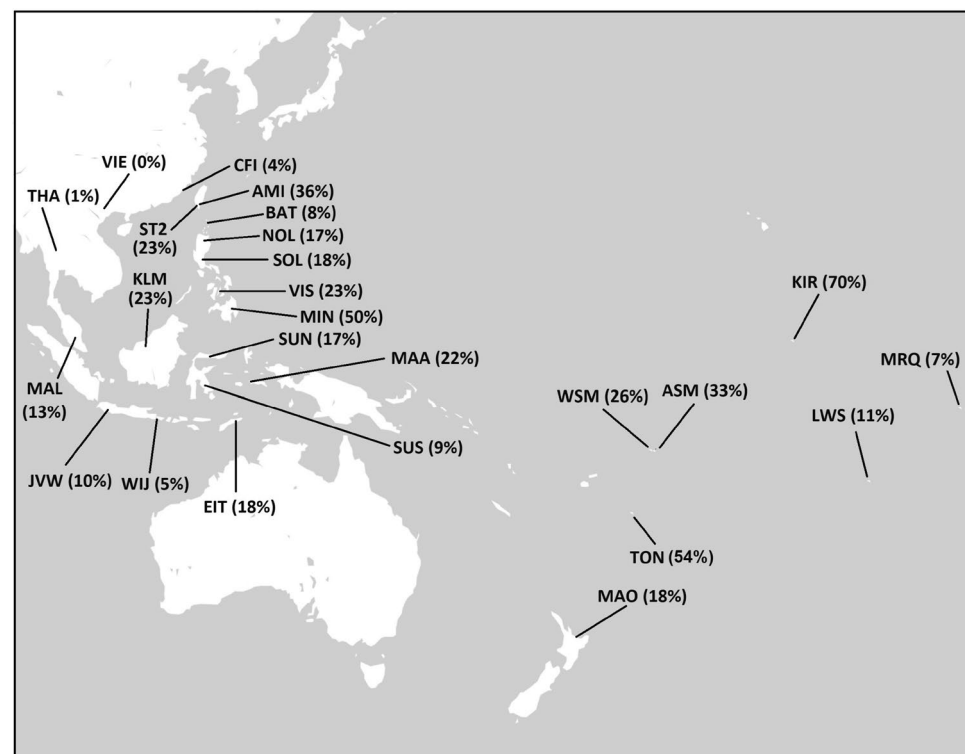 VIE (0%)
CFI (4%)
THA (1%)
AMI (36%)
BAT (8%)
ST2
(23%)
NOL (17%)
SOL (18%)
KLM
(23%)
KIR (70%)
VIS (23%)
MIN (50%)
SUN (17%)
MAA (22%)
MRQ (7%)
MAL
(13%)
WSM (26%)
ASM (33%)
LWS (11%)
SUS (9%)
JVW (10%)
WIJ (5%)
EIT (18%)
TON (54%)
MAO (18%)